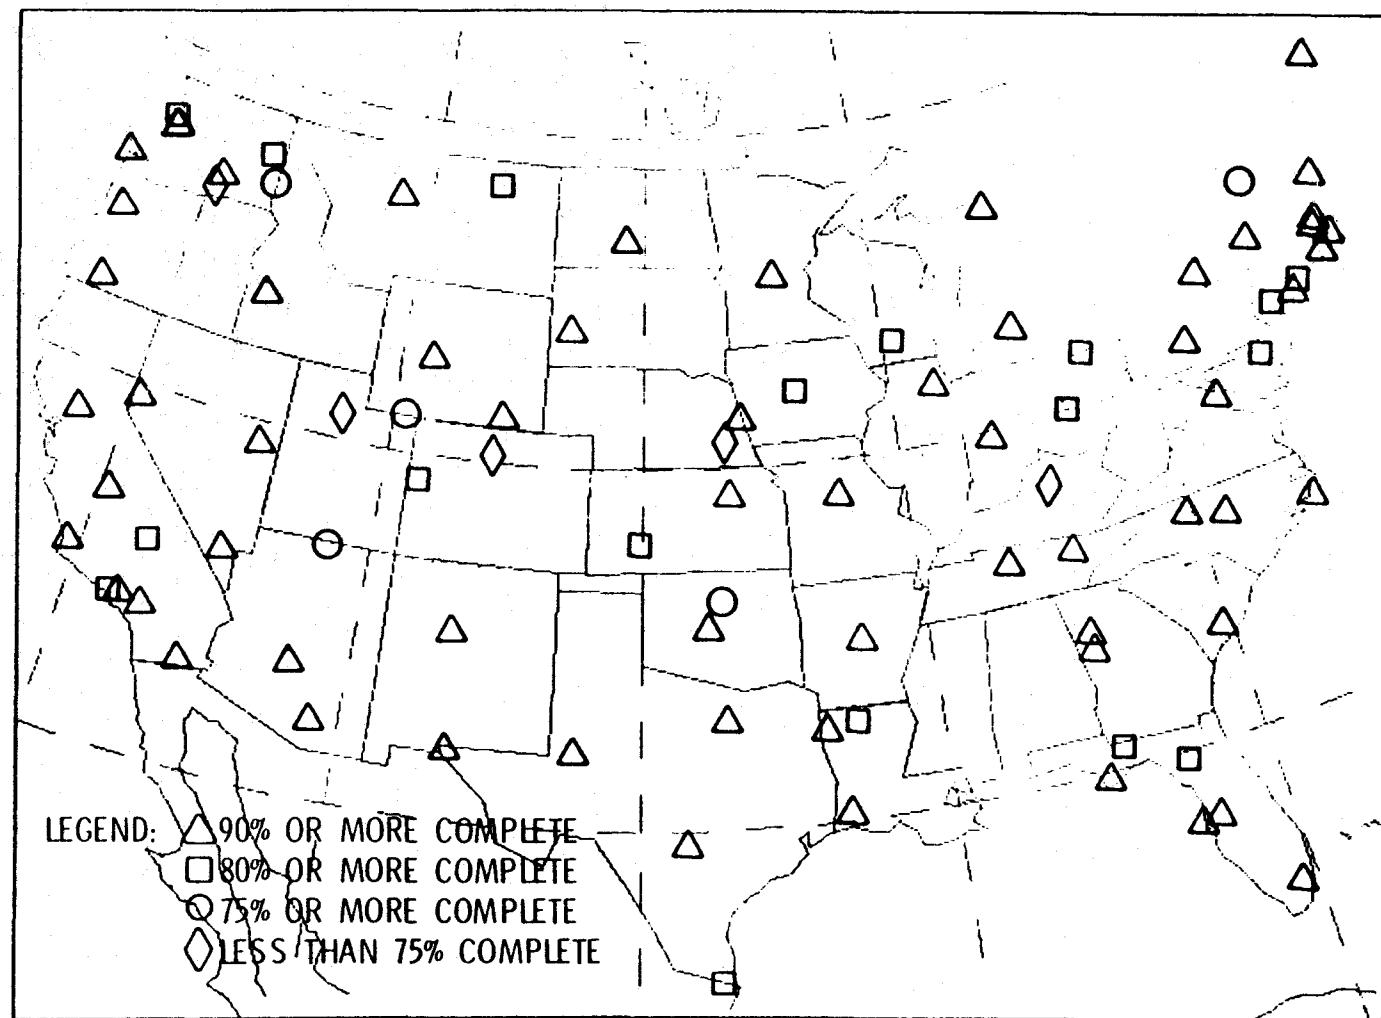 LEGEND: 90% OR MORE COMPLETE
80% OR MORE COMPLETE
75% OR MORE COMPLETE
LESS THAN 75% COMPLETE